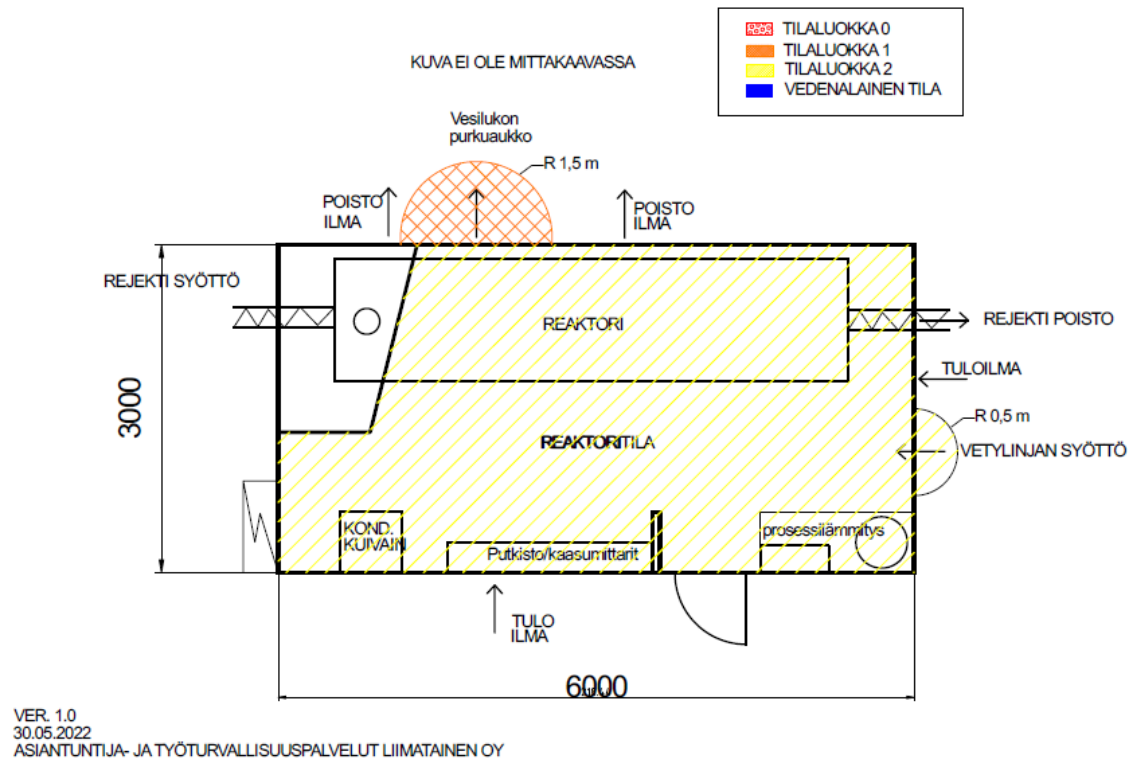 TILALUOKKA 0
TILALUOKKA 1
TILALUOKKA 2
VEDENALAINEN TILA
KUVA EI OLE MITTAKAAVASSA
Vesilukon
purkuaukko
R 1,5 m
POISTO
ILMA
POISTO
ILMA
REJEKTI SYÖTTÖ
REAKTORI
REJEKTI POISTO
TULOILMA
3000
R 0,5 m
REAKTORITILA
VETYLINJAN SYÖTTÖ
KOND.
KUIVAIN
Putkisto/kaasumittarit
prosessilämmitys
TULO
ILMA
6000
VER. 1.0
30.05.2022
ASIANTUNTIJA- JA TYÖTURVALLISUUSPALVELUT LIIMATAINEN OY